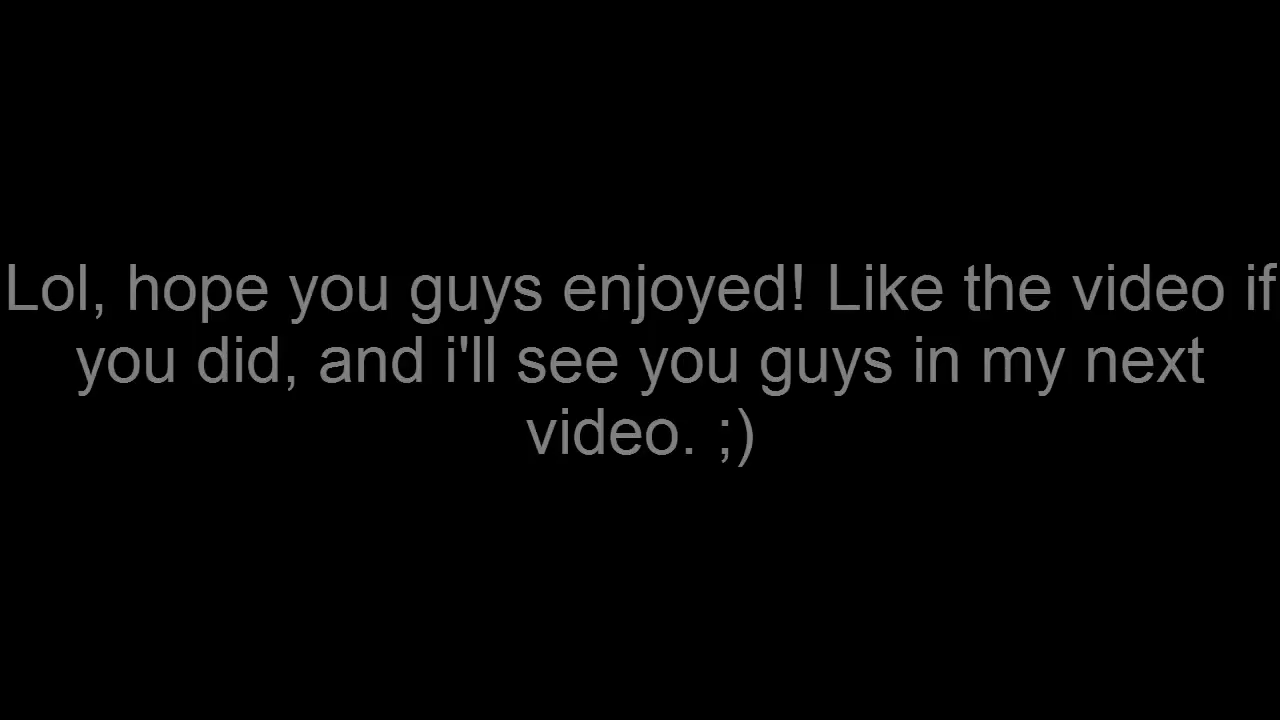 Lol, hope you guys enjoyed! Like the video if
you did, and i'll see you guys in my next
video. ;)